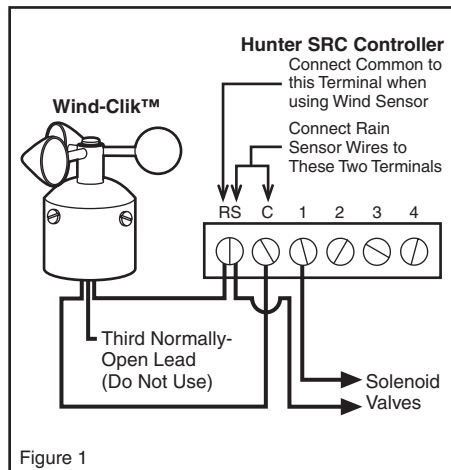 Hunter SRC Controller
Connect Common to
this Terminal when
using Wind Sensor
Wind-Clik™
Connect Rain
Sensor Wires to
These Two Terminals
RS C 1 2 3 4
Third Normally-
Open Lead
(Do Not Use)
Solenoid
Valves
Figure 1